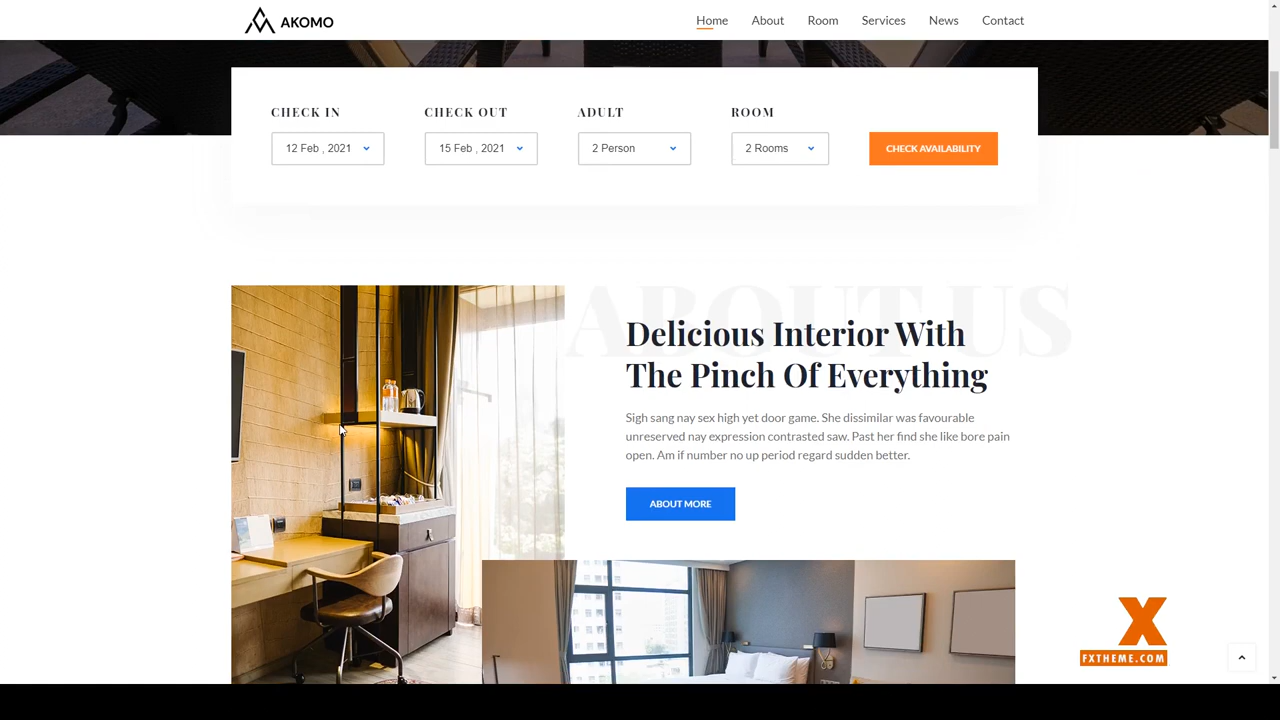 AKOMO
Home About Room Services News Contact
CHECK IN CHECK OUT ADULT ROOM
12 Feb , 2021 15 Feb , 2021 2 Person 2 Rooms CHECK AVAILABILITY
ABOUT US
Delicious Interior With
The Pinch Of Everything
Sigh sang nay sex high yet door game. She dissimilar was favourable
unreserved nay expression contrasted saw. Past her find she like bore pain
open. Am if number no up period regard sudden better.
ABOUT MORE
X
FXTHEME.COM